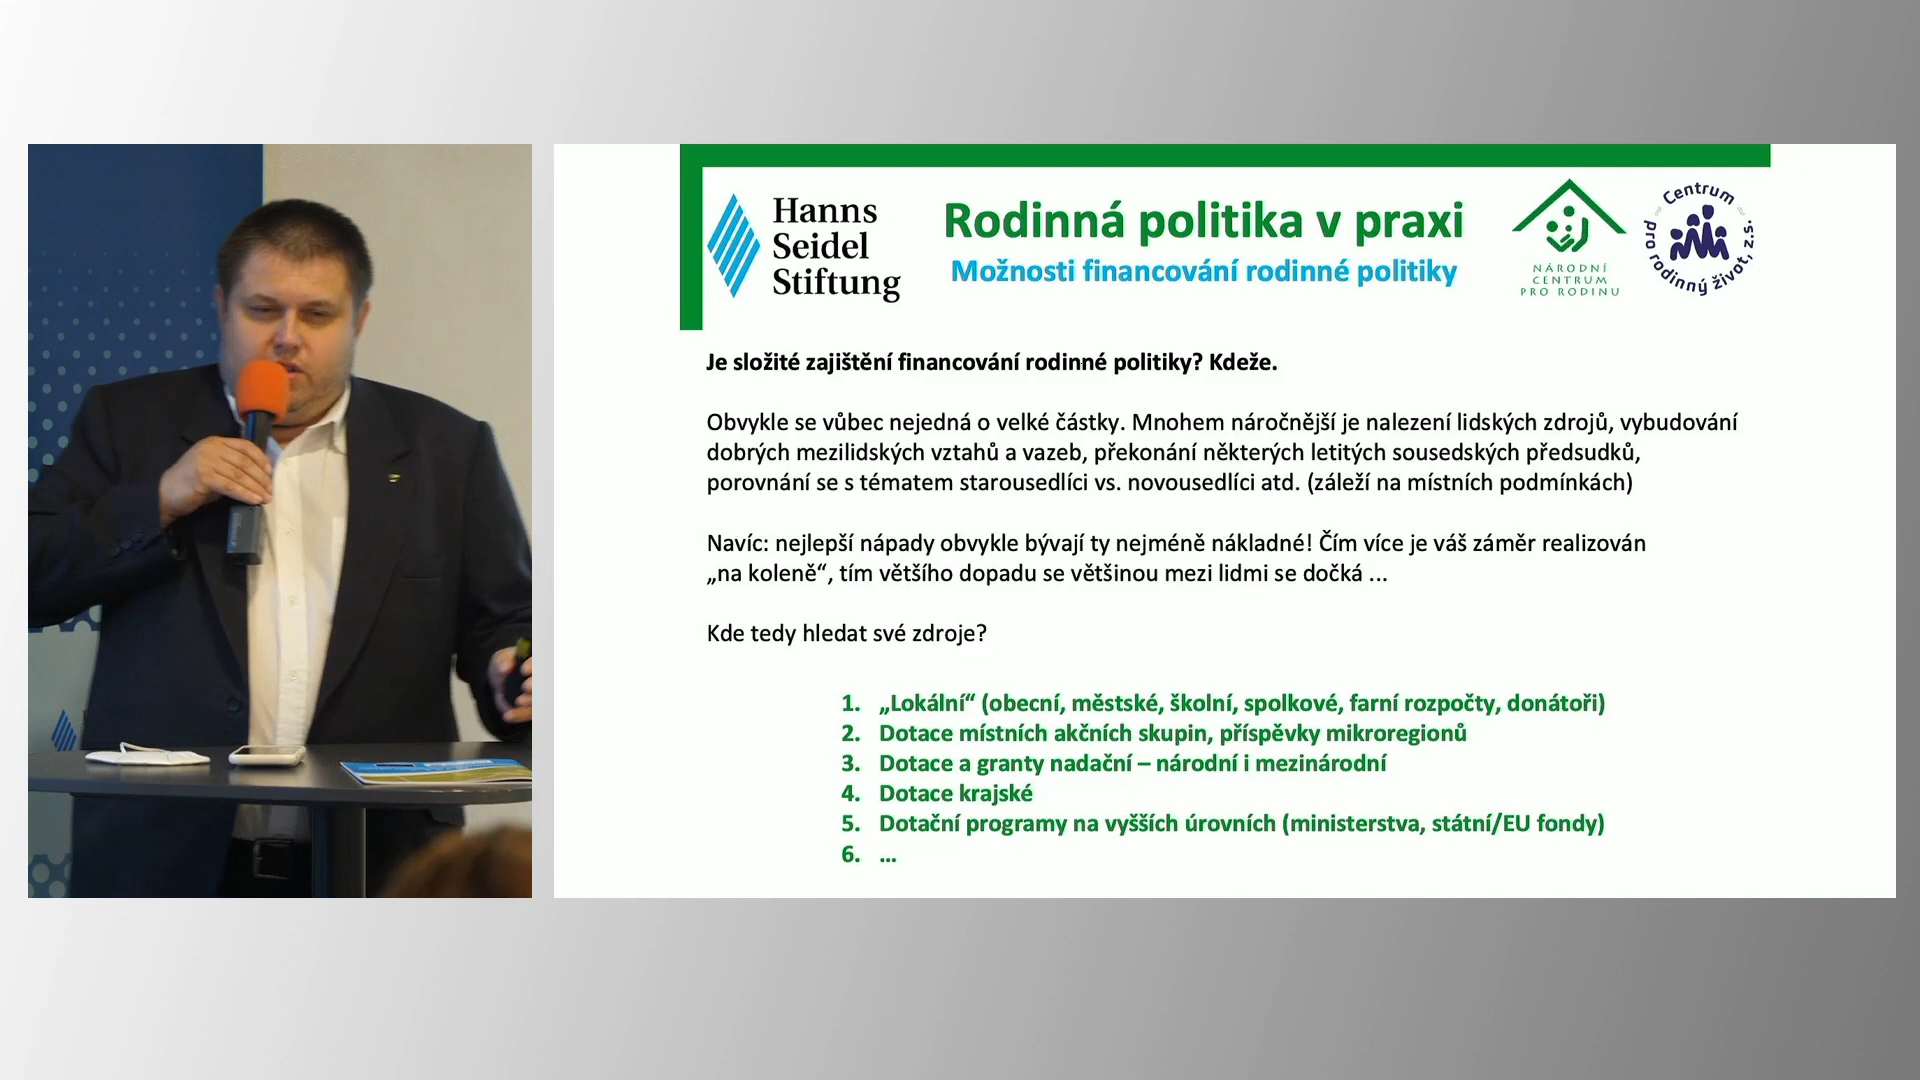 Hanns
Seidel
Stiftung
Rodinná politika v praxi
Možnosti financování rodinné politiky
NÁRODNÍ
CENTRUM
PRO RODINU
Centrum
pro rodinný život, z.s.
Je složité zajištění financování rodinné politiky? Kdeže.
Obvykle se vůbec nejedná o velké částky. Mnohem náročnější je nalezení lidských zdrojů, vybudování
dobrých mezilidských vztahů a vazeb, překonání některých letitých sousedských předsudků,
porovnání se s tématem starousedlíci vs. novousedlíci atd. (záleží na místních podmínkách)
Navíc: nejlepší nápady obvykle bývají ty nejméně nákladné! Čím více je váš záměr realizován
„na koleně“, tím většího dopadu se většinou mezi lidmi se dočká ...
Kde tedy hledat své zdroje?
1. „Lokální“ (obecní, městské, školní, spolkové, farní rozpočty, donátoři)
2. Dotace místních akčních skupin, příspěvky mikroregionů
3. Dotace a granty nadační – národní i mezinárodní
4. Dotace krajské
5. Dotační programy na vyšších úrovních (ministerstva, státní/EU fondy)
6. ...